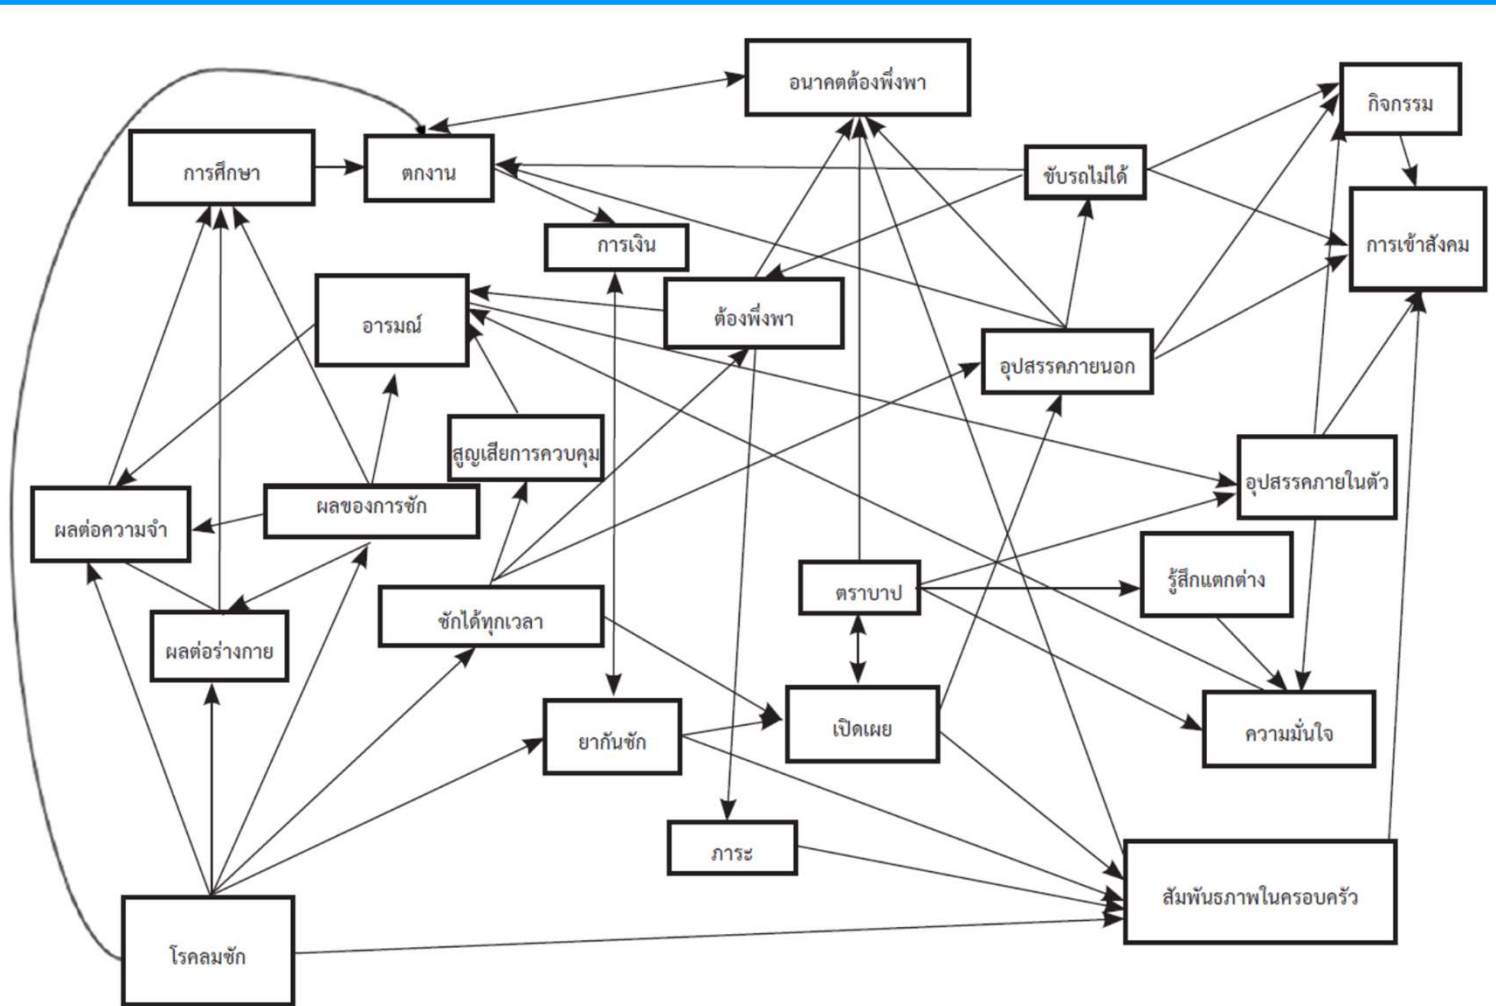 อนาคตต้องพึ่งพา
กิจกรรม
การศึกษา
ตกงาน
ขับรถไม่ได้
การเงิน
การเข้าสังคม
อารมณ์
ต้องพึ่งพา
อุปสรรคภายนอก
สูญเสียการควบคุม
อุปสรรคภายในตัว
ผลของการชัก
ผลต่อความจำ
รู้สึกแตกต่าง
ตราบาป
ชักได้ทุกเวลา
ผลต่อร่างกาย
เปิดเผย
ความมั่นใจ
ยากันชัก
ภาระ
สัมพันธภาพในครอบครัว
โรคลมชัก